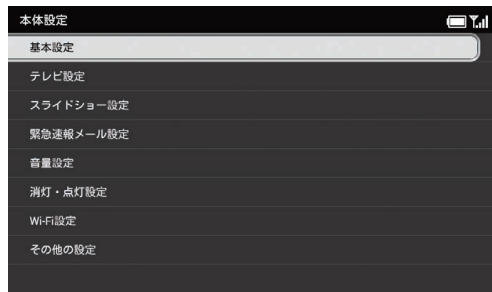 本体設定
基本設定
テレビ設定
スライドショー設定
緊急速報メール設定
音量設定
消灯・点灯設定
Wi-Fi設定
その他の設定